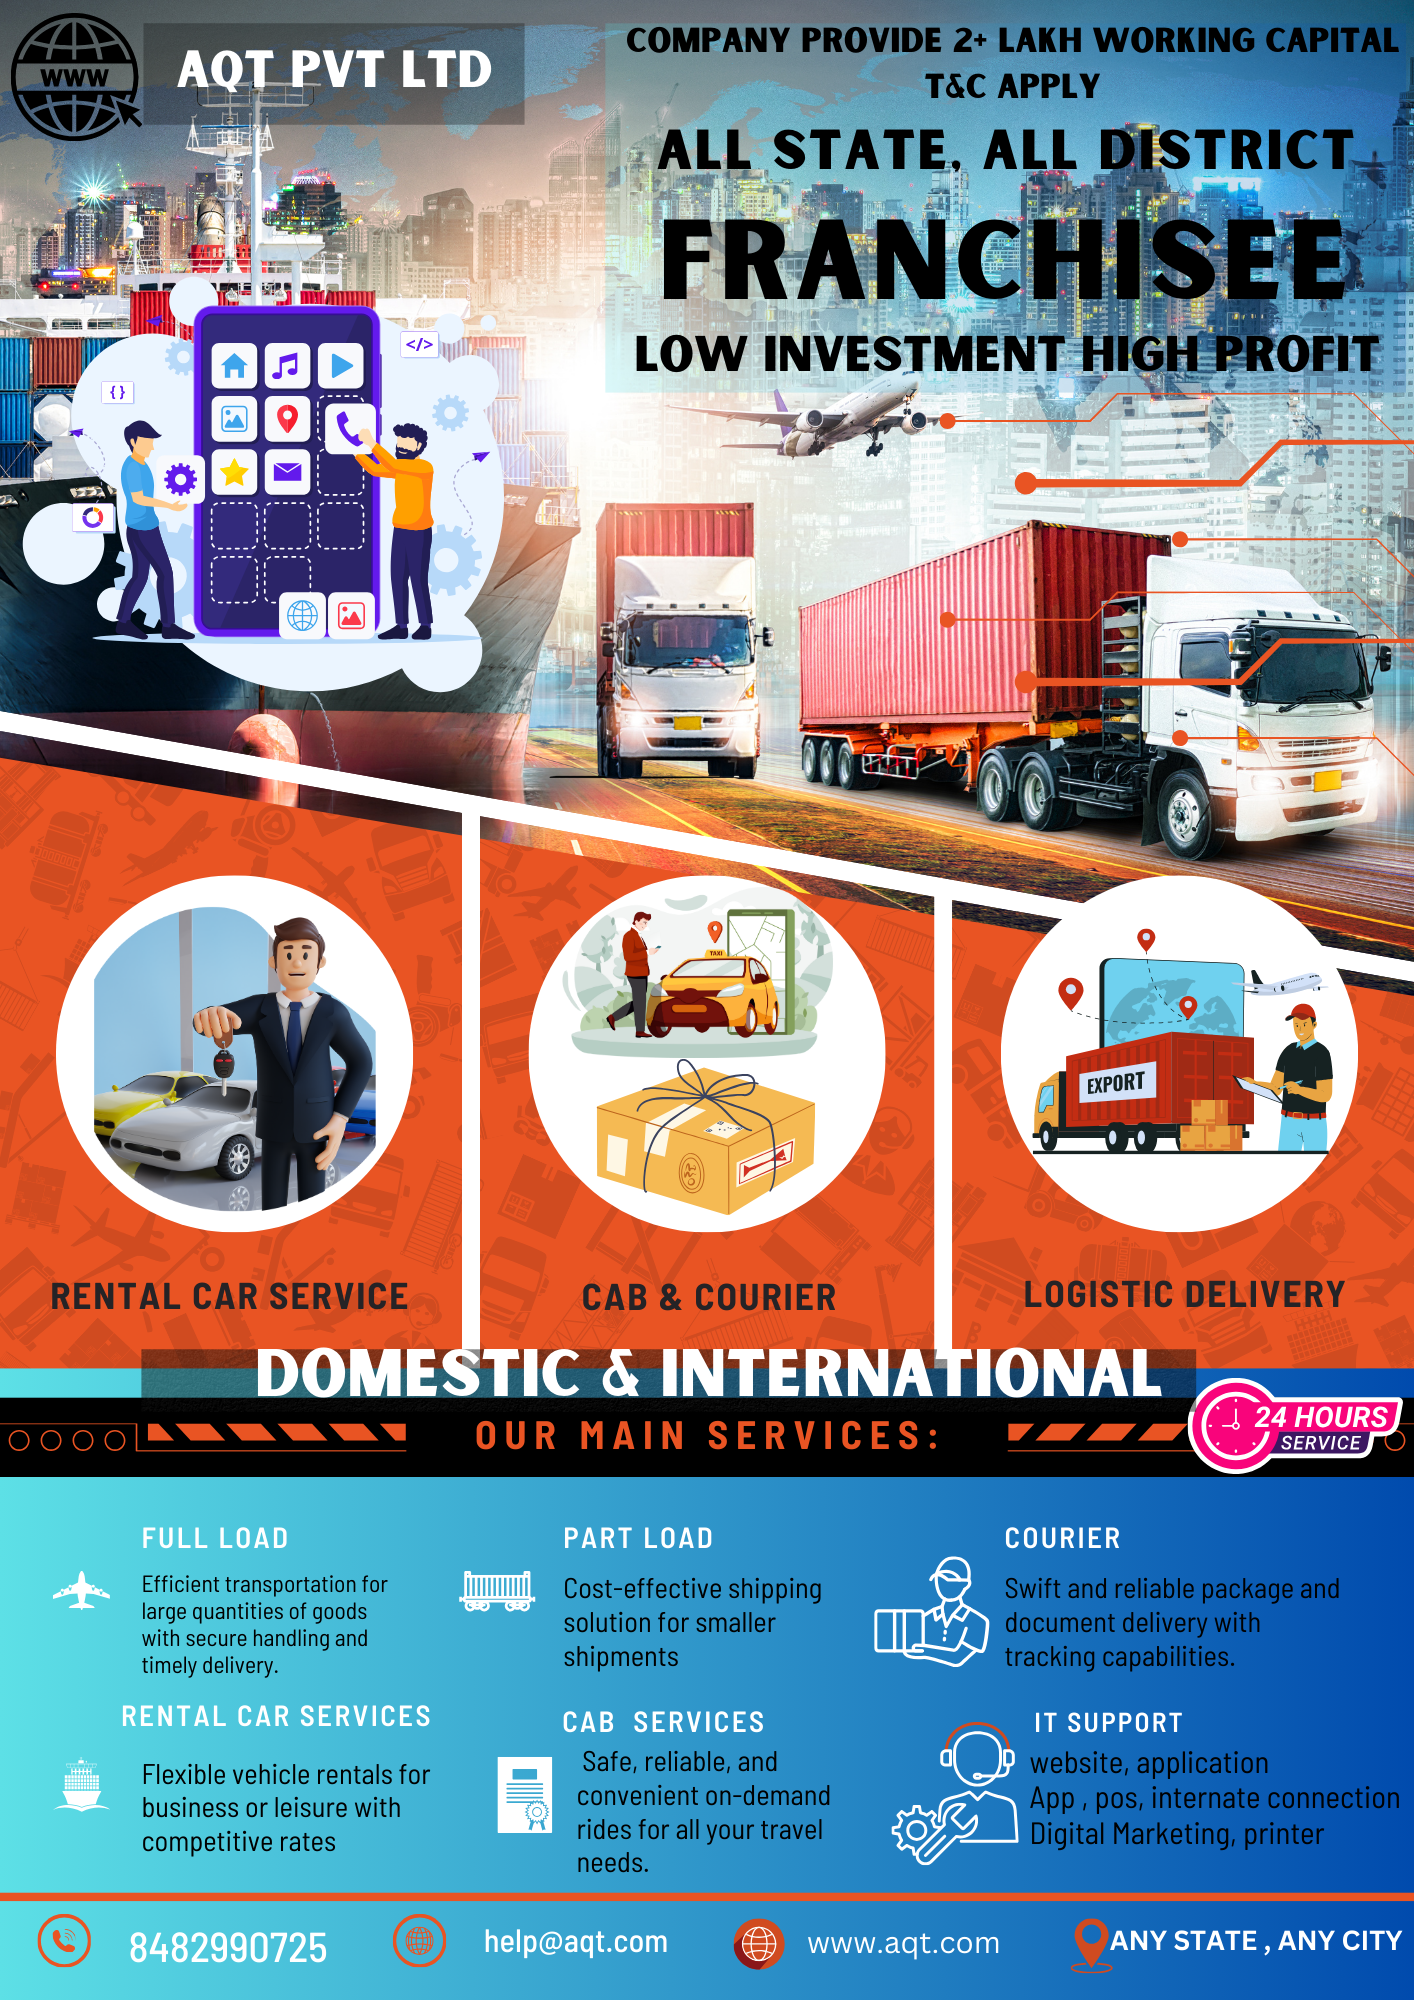 WWW
AQT PVT LTD
COMPANY PROVIDE 2+ LAKH WORKING CAPITAL
T&C APPLY
ALL STATE, ALL DISTRICT
FRANCHISEE
LOW INVESTMENT HIGH PROFIT
</>
{ }
TAXI
EXPORT
RENTAL CAR SERVICE
CAB & COURIER
LOGISTIC DELIVERY
DOMESTIC & INTERNATIONAL
OUR MAIN SERVICES:
24 HOURS
SERVICE
FULL LOAD
Efficient transportation for
large quantities of goods
with secure handling and
timely delivery.
PART LOAD
Cost-effective shipping
solution for smaller
shipments
COURIER
Swift and reliable package and
document delivery with
tracking capabilities.
RENTAL CAR SERVICES
Flexible vehicle rentals for
business or leisure with
competitive rates
CAB SERVICES
Safe, reliable, and
convenient on-demand
rides for all your travel
needs.
IT SUPPORT
website, application
App , pos, internate connection
Digital Marketing, printer
8482990725
help@aqt.com
www.aqt.com
ANY STATE , ANY CITY